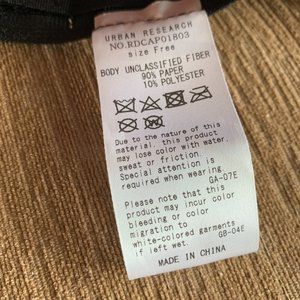 URBAN RESEARCH
NO.RDCAP01803
size Free
BODY UNCLASSIFIED FIBER
90% PAPER
10% POLYESTER
Due to the nature of this
material, this product
may lose color with water,
sweat or friction.
Special attention is
required when wearing.
GA-07E
Please note that this
product may incur color
bleeding or color
migration to
white-colored garments
if left wet.
GB-04E
MADE IN CHINA